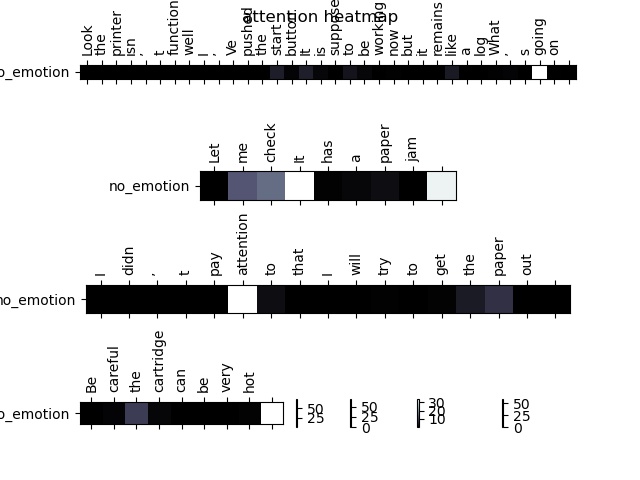 attention heatmap
Look the printer isn , t function well I , Ve pushed the start button It is suppose to be working now but it remains like a log What , s going on
o_emotion
Let me check It has a paper jam
no_emotion
I didn , t pay attention to that I will try to get the paper out
no_emotion
Be careful the cartridge can be very hot
o_emotion
50 25
50 25 0
30 20 10
50 25 0